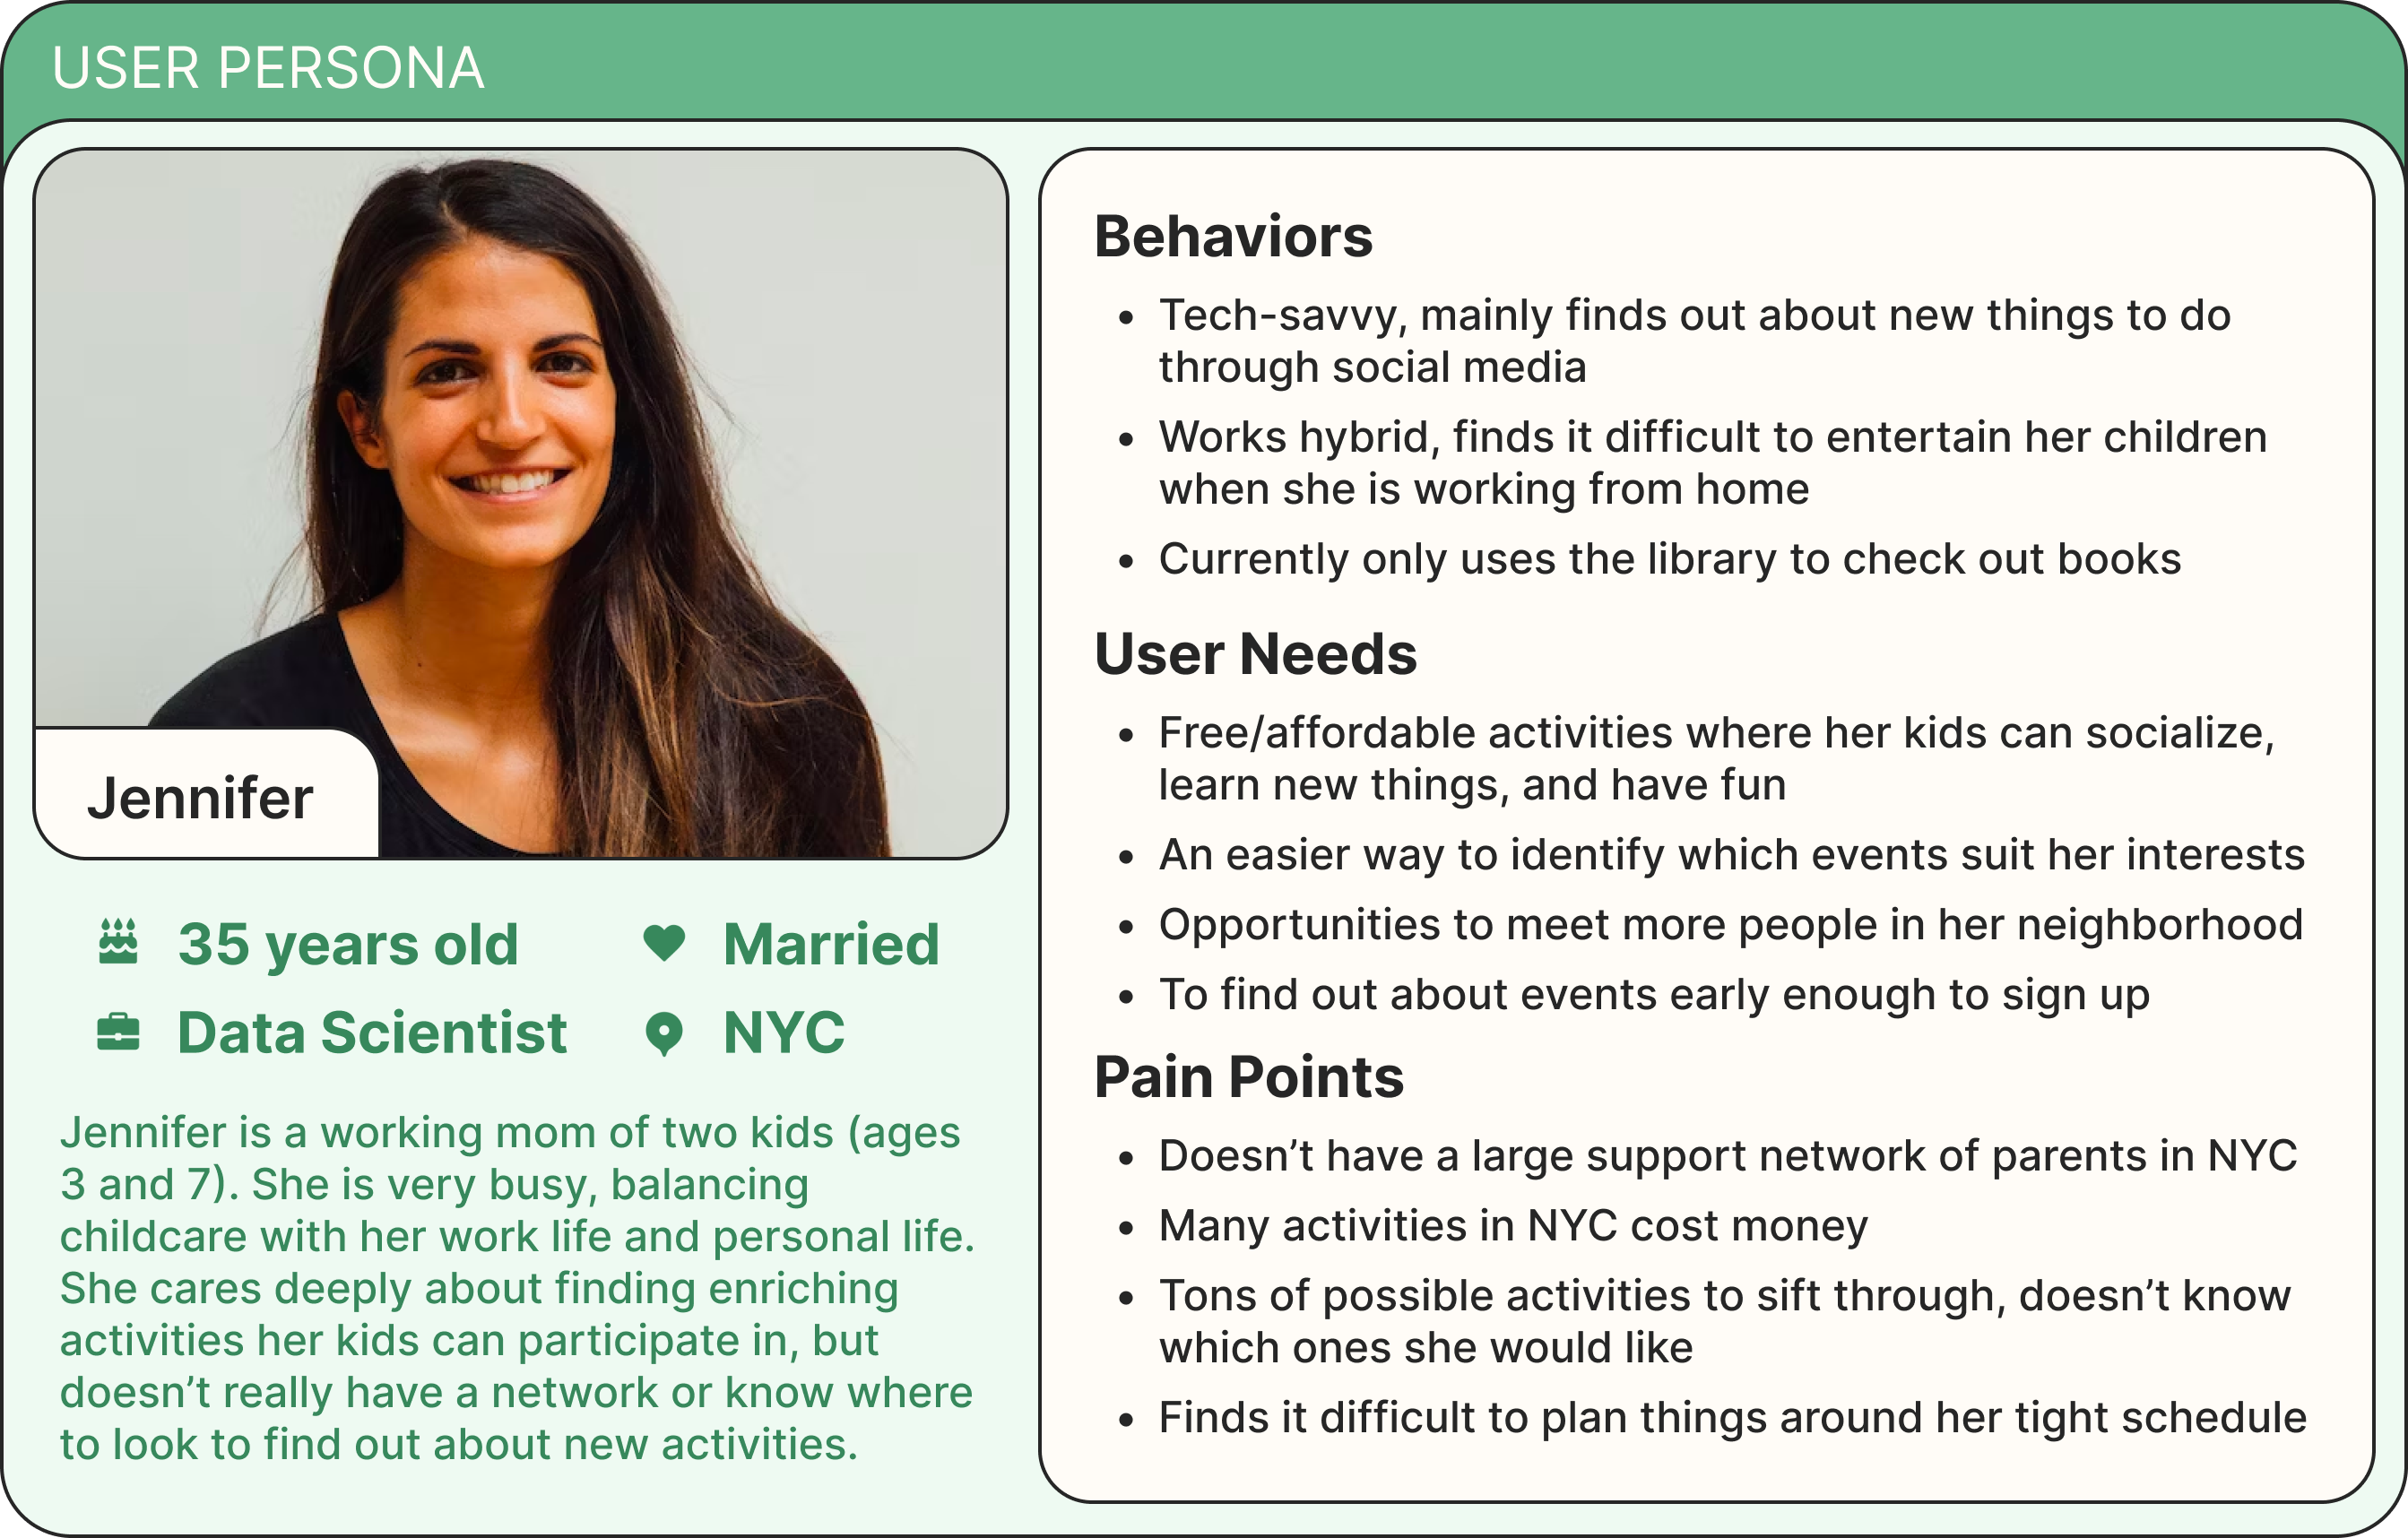 USER PERSONA
Jennifer
35 years old
Married
Data Scientist
NYC
Jennifer is a working mom of two kids (ages
3 and 7). She is very busy, balancing
childcare with her work life and personal life.
She cares deeply about finding enriching
activities her kids can participate in, but
doesn’t really have a network or know where
to look to find out about new activities.
Behaviors
• Tech-savvy, mainly finds out about new things to do
through social media
• Works hybrid, finds it difficult to entertain her children
when she is working from home
• Currently only uses the library to check out books
User Needs
• Free/affordable activities where her kids can socialize,
learn new things, and have fun
• An easier way to identify which events suit her interests
• Opportunities to meet more people in her neighborhood
• To find out about events early enough to sign up
Pain Points
• Doesn’t have a large support network of parents in NYC
• Many activities in NYC cost money
• Tons of possible activities to sift through, doesn’t know
which ones she would like
• Finds it difficult to plan things around her tight schedule